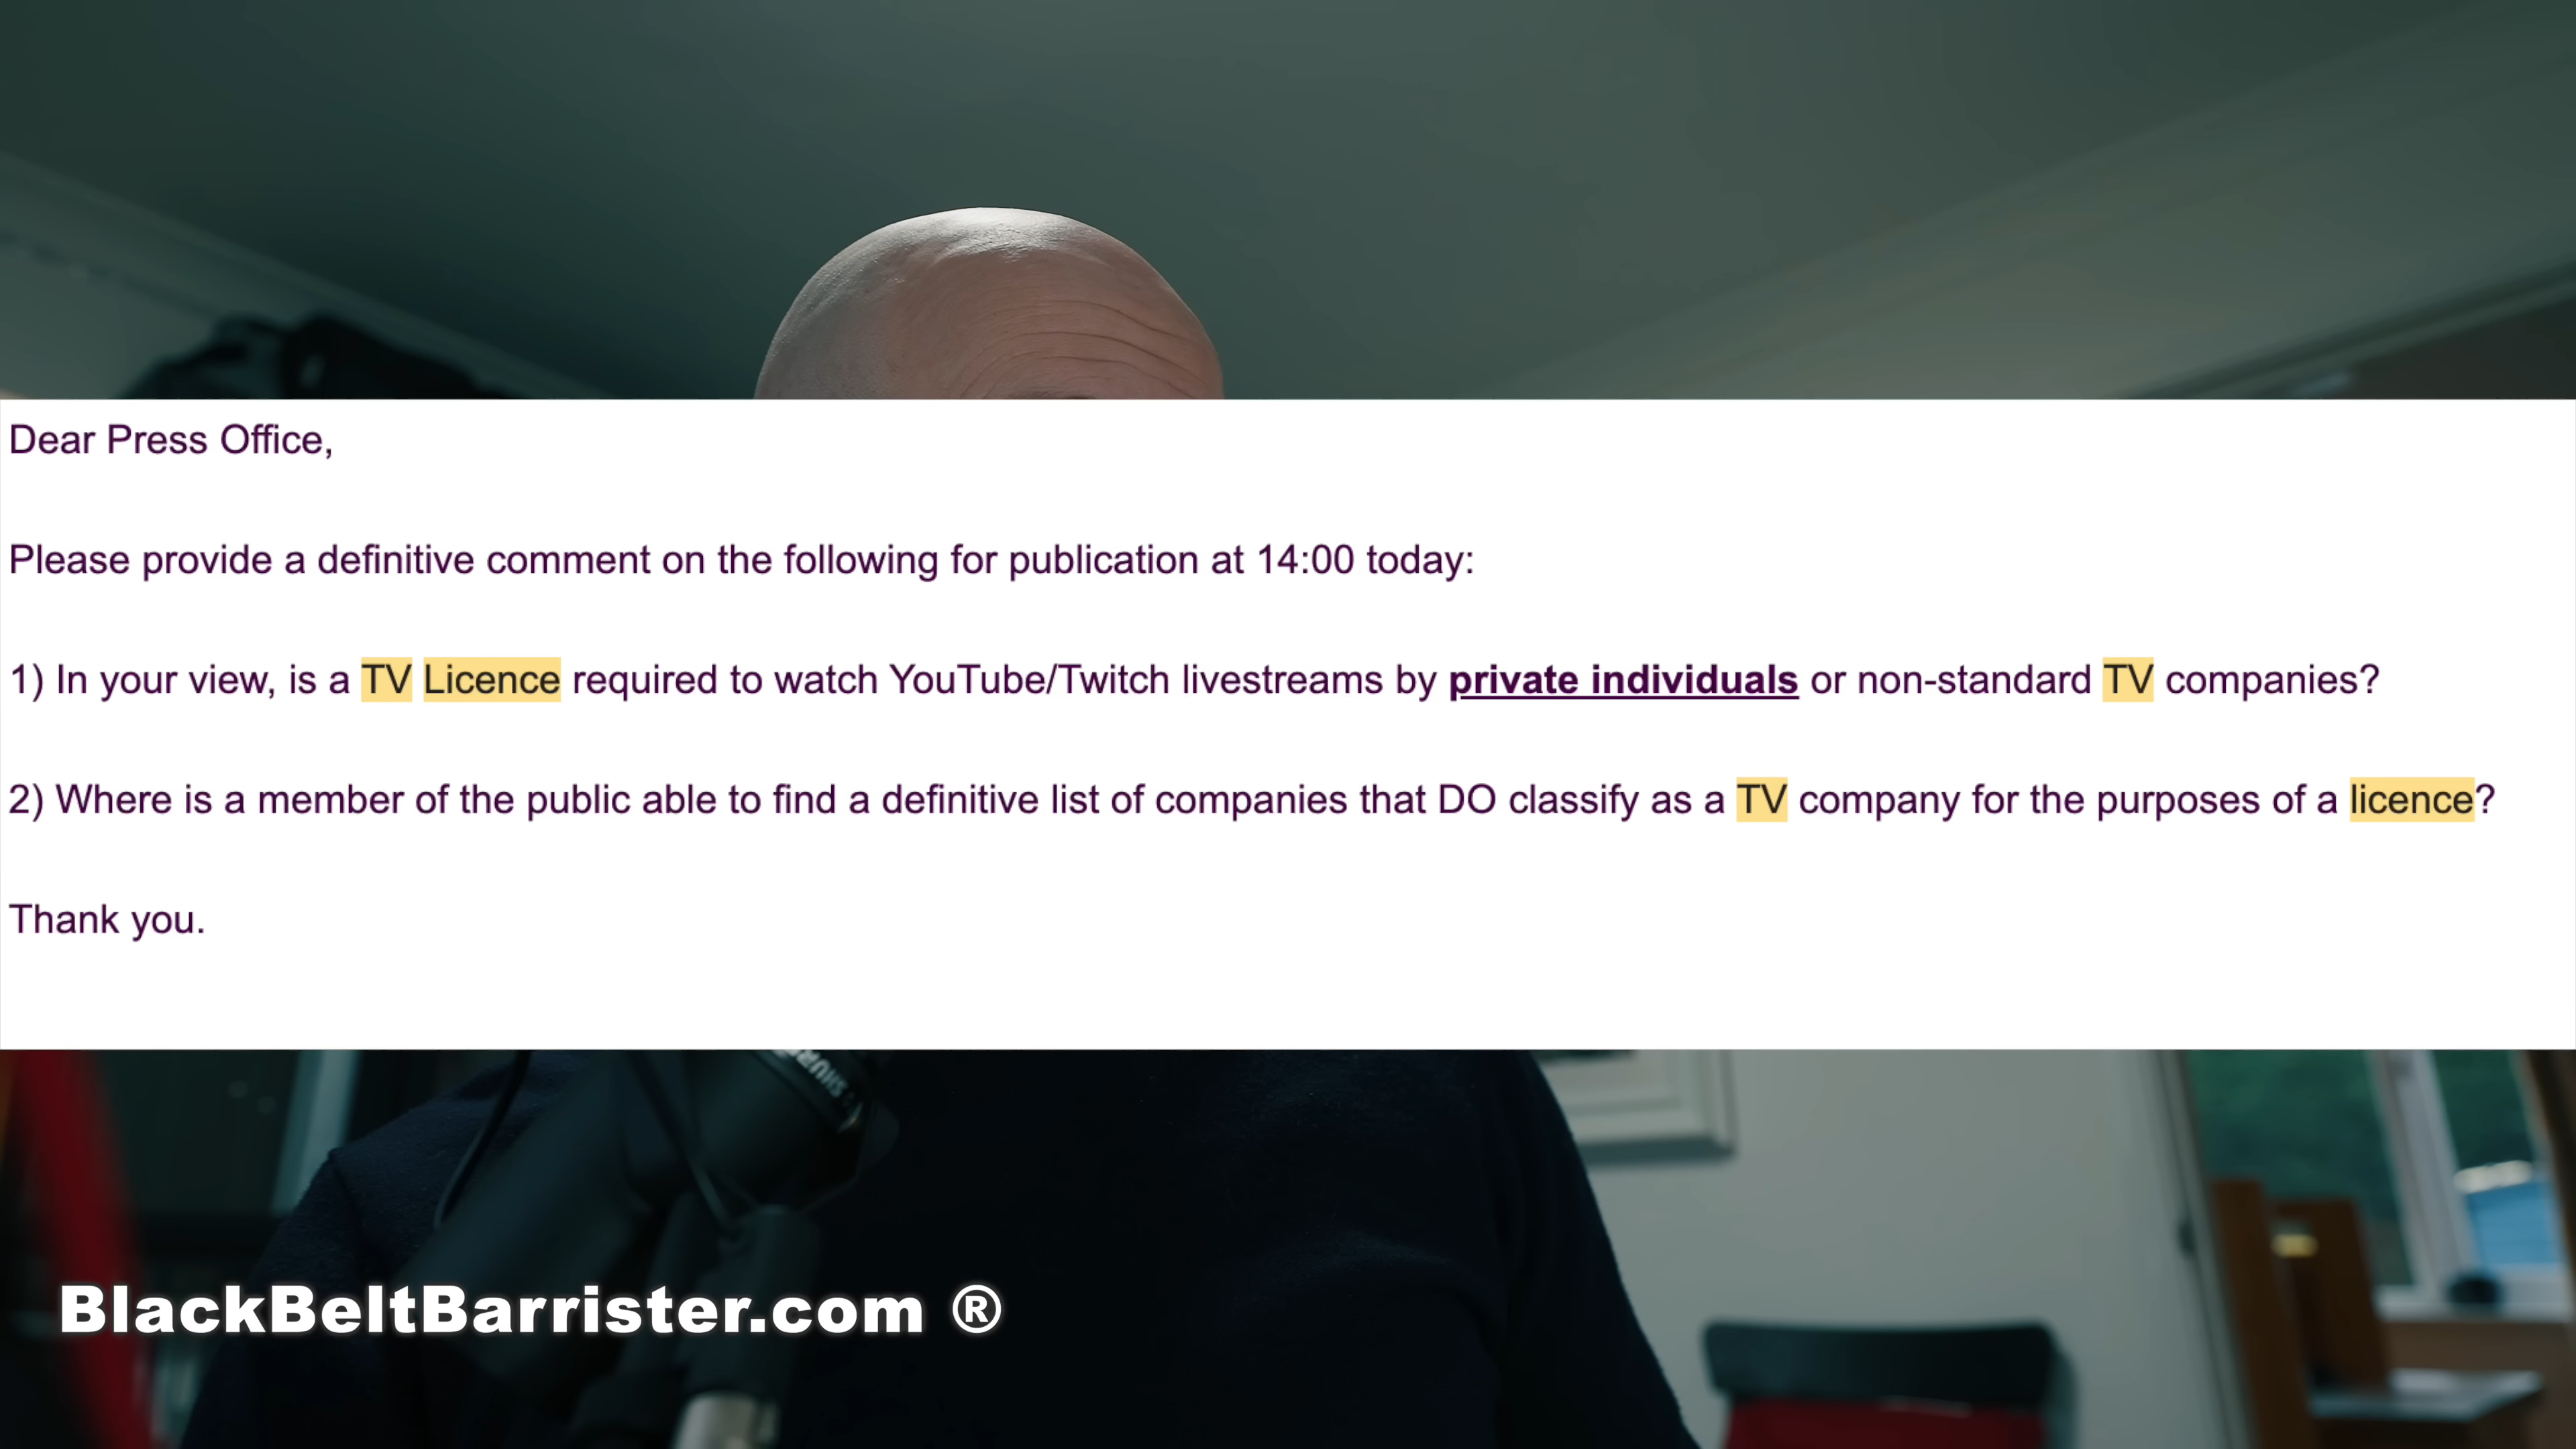 Dear Press Office,
Please provide a definitive comment on the following for publication at 14:00 today:
1) In your view, is a TV Licence required to watch YouTube/Twitch livestreams by private individuals or non-standard TV companies?
2) Where is a member of the public able to find a definitive list of companies that DO classify as a TV company for the purposes of a licence?
Thank you.
SHURE
BlackBeltBarrister.com ®